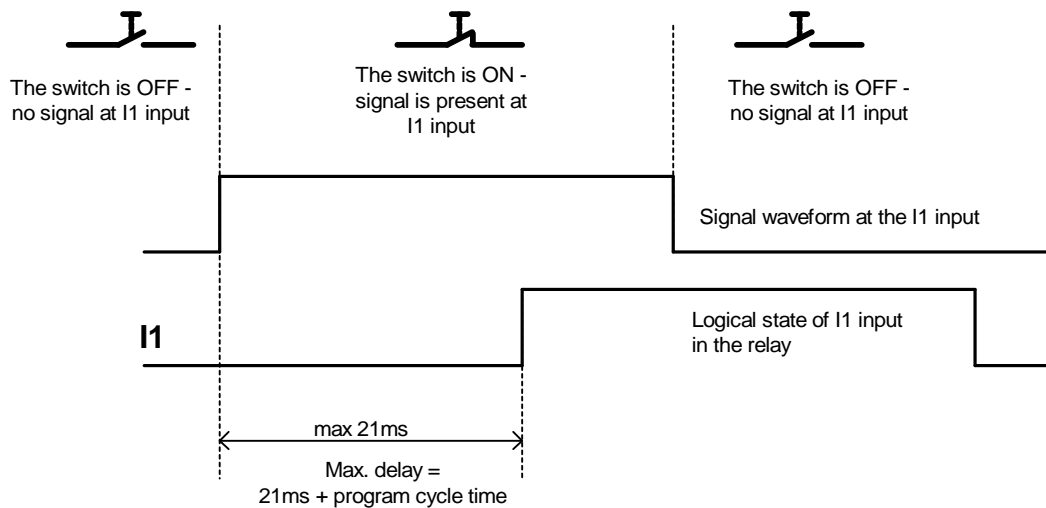 The switch is OFF -
no signal at I1 input
The switch is ON -
signal is present at
I1 input
The switch is OFF -
no signal at I1 input
Signal waveform at the I1 input
I1
Logical state of I1 input
in the relay
max 21ms
Max. delay =
21ms + program cycle time